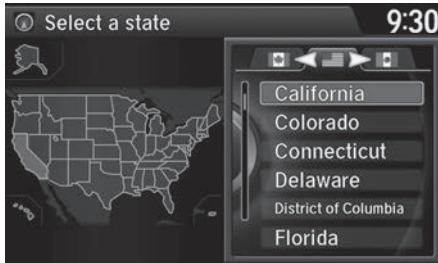 Select a state
9:30
California
Colorado
Connecticut
Delaware
District of Columbia
Florida